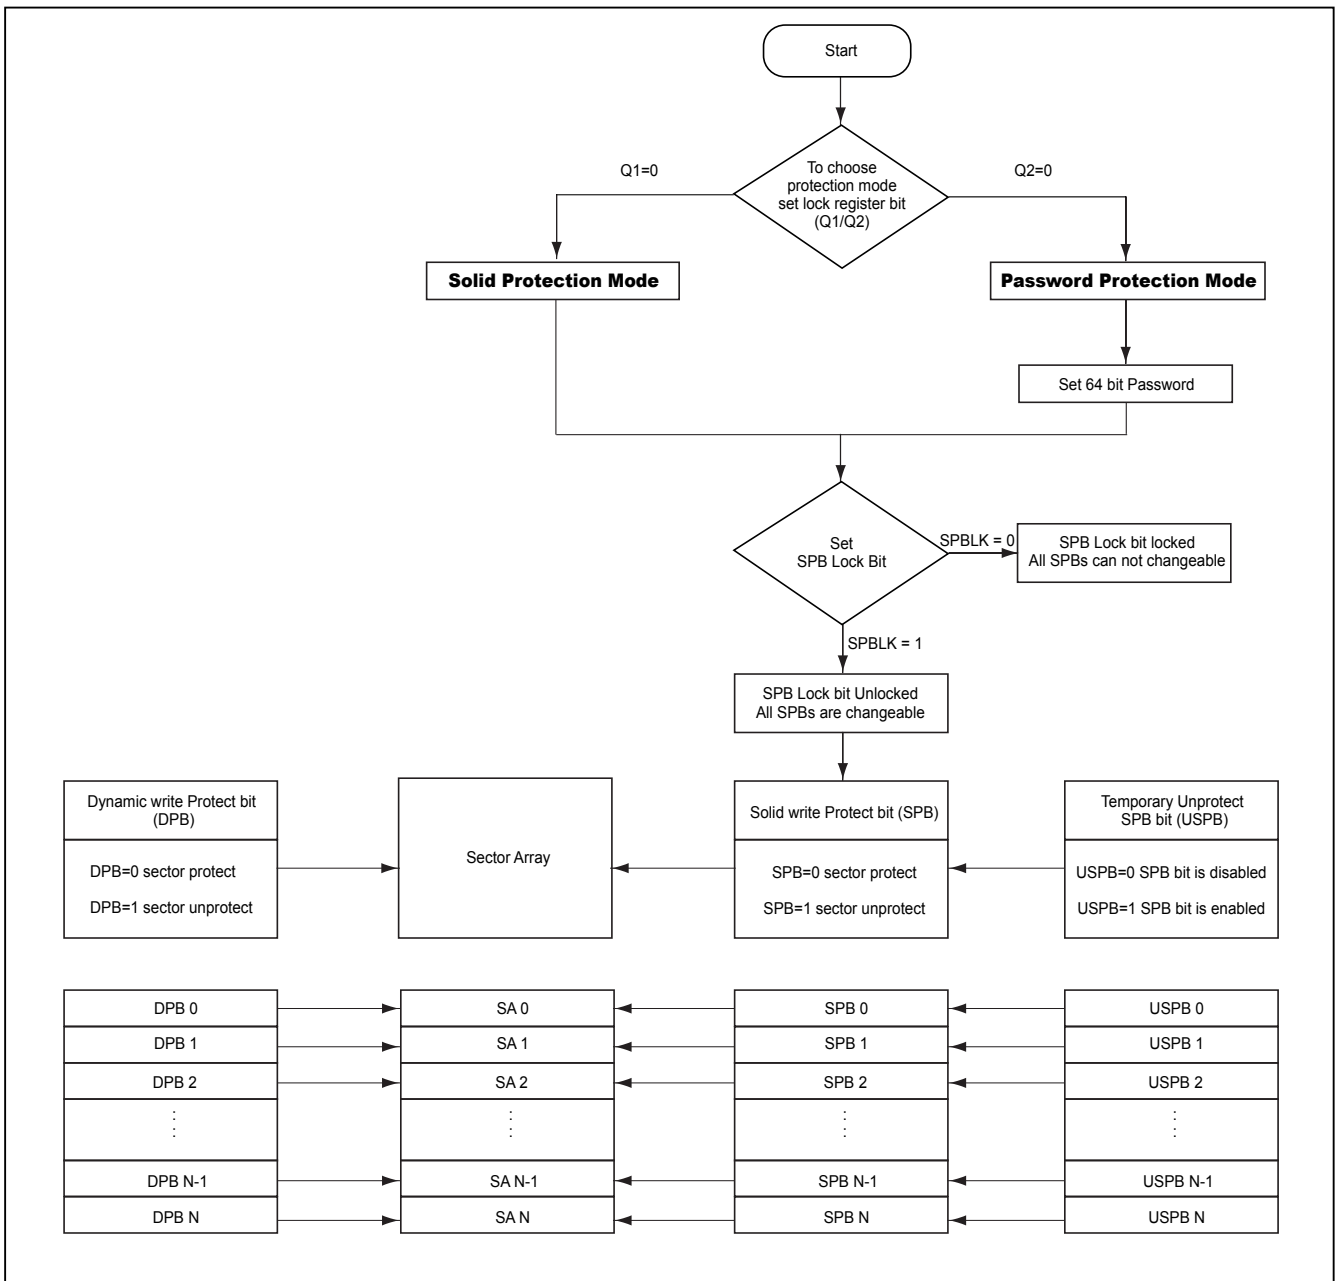 Start
To choose
protection mode
set lock register bit
(Q1/Q2)
Q1=0
Q2=0
Solid Protection Mode
Password Protection Mode
Set 64 bit Password
Set
SPB Lock Bit
SPBLK = 0
SPB Lock bit locked
All SPBs can not changeable
SPBLK = 1
SPB Lock bit Unlocked
All SPBs are changeable
Dynamic write Protect bit
(DPB)
DPB=0 sector protect
DPB=1 sector unprotect
Sector Array
Solid write Protect bit (SPB)
SPB=0 sector protect
SPB=1 sector unprotect
Temporary Unprotect
SPB bit (USPB)
USPB=0 SPB bit is disabled
USPB=1 SPB bit is enabled
DPB 0
SA 0
SPB 0
USPB 0
DPB 1
SA 1
SPB 1
USPB 1
DPB 2
SA 2
SPB 2
USPB 2
DPB N-1
SA N-1
SPB N-1
USPB N-1
DPB N
SA N
SPB N
USPB N